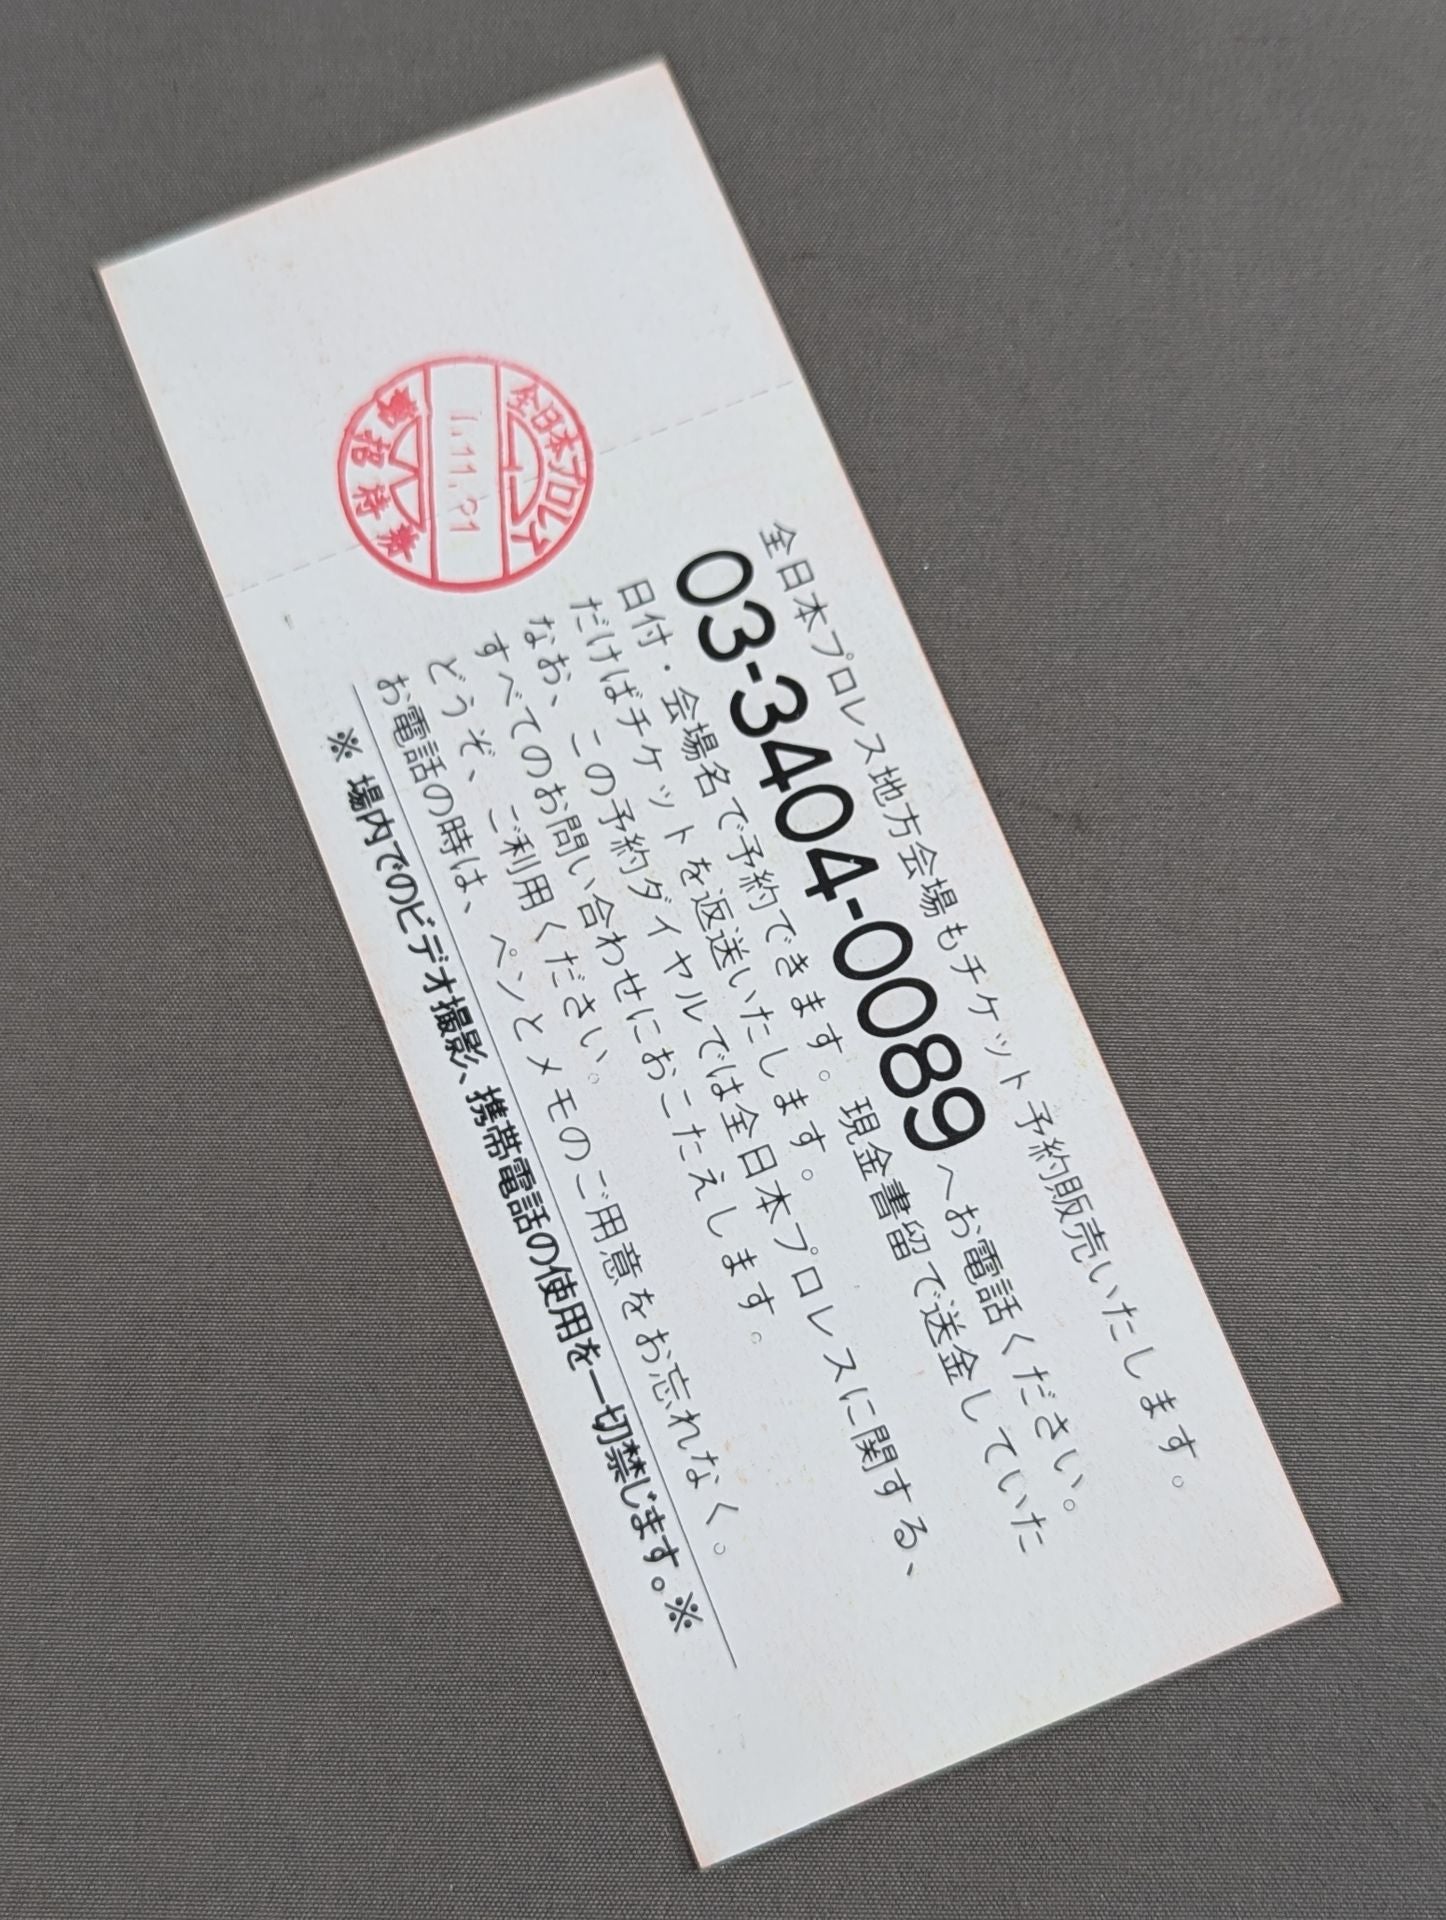 全日本プロレス地方会場もチケット予約販売いたします。
03-3404-0089へお電話ください。
日付・会場名で予約できます。現金書留で送金していた
だけばチケットを返送いたします。
なお、この予約ダイヤルでは全日本プロレスに関する、
すべてのお問い合わせにおこたえします。
どうぞ、ご利用ください。
お電話の時は、ペンとメモのご用意をお忘れなく。
※場内でのビデオ撮影、携帯電話の使用を一切禁じます。※
全日本プロレス
招待